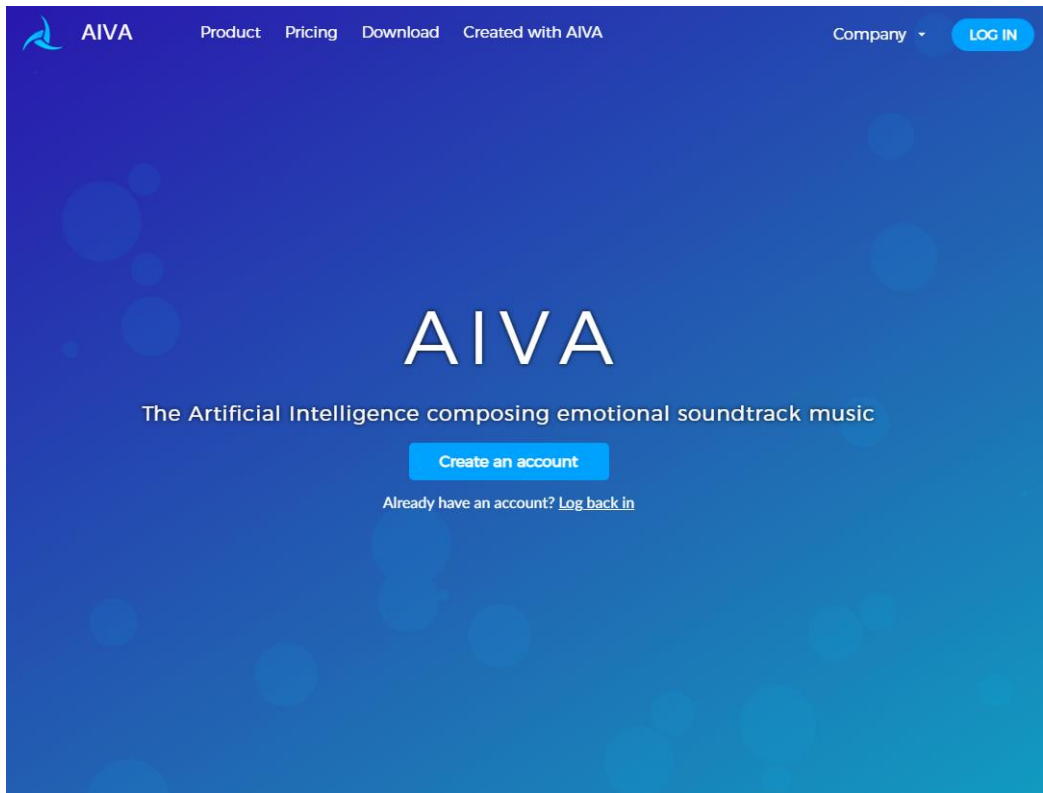 AIVA Product Pricing Download Created with AIVA Company LOG IN
AIVA
The Artificial Intelligence composing emotional soundtrack music
Create an account
Already have an account? Log back in